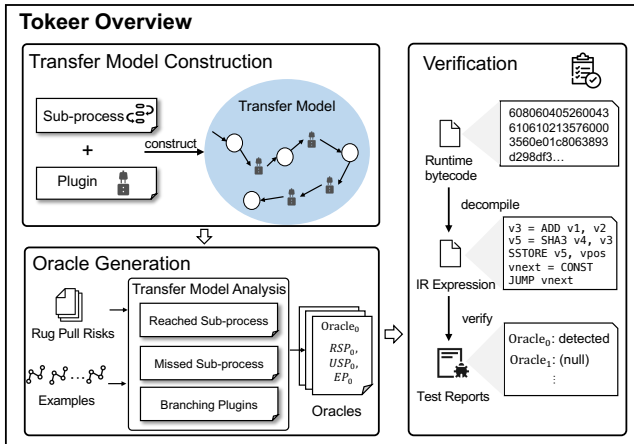 Tokeer Overview
Transfer Model Construction
Sub-process
+
Plugin
construct
Transfer Model
Oracle Generation
Rug Pull Risks
Examples
...
Transfer Model Analysis
Reached Sub-process
Missed Sub-process
Branching Plugins
Oracle₀
RSP₀,
USP₀,
EP₀
Oracles
Verification
Runtime
bytecode
608060405260043
610610213576000
3560e01c8063893
d298df3...
decompile
IR Expression
v3 = ADD v1, v2
v5 = SHA3 v4, v3
SSTORE v5, vpos
vnext = CONST
JUMP vnext
verify
Test Reports
Oracle₀: detected
Oracle₁: (null)
⋮